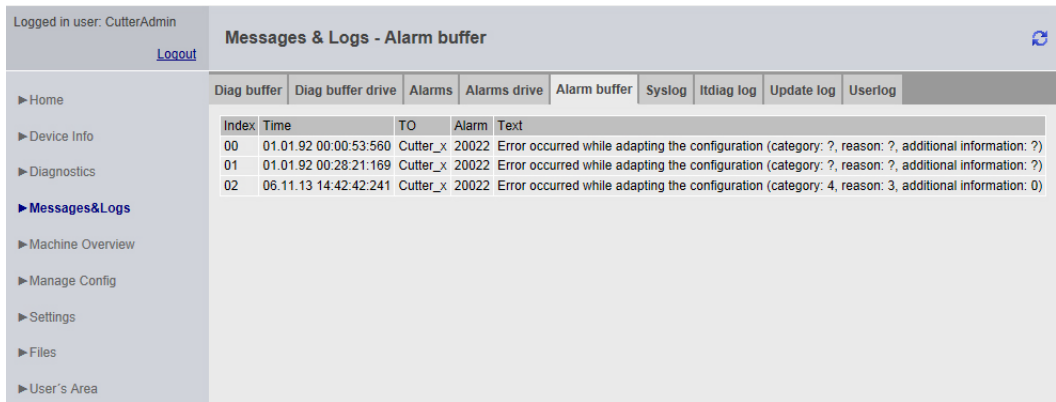 Logged in user: CutterAdmin
Logout
Messages & Logs - Alarm buffer
Diag buffer Diag buffer drive Alarms Alarms drive Alarm buffer Syslog Itdiag log Update log Userlog
►Home
►Device Info
►Diagnostics
►Messages&Logs
►Machine Overview
►Manage Config
►Settings
►Files
►User´s Area
Index Time TO Alarm Text
00 01.01.92 00:00:53:560 Cutter_x 20022 Error occurred while adapting the configuration (category: ?, reason: ?, additional information: ?)
01 01.01.92 00:28:21:169 Cutter_x 20022 Error occurred while adapting the configuration (category: ?, reason: ?, additional information: ?)
02 06.11.13 14:42:42:241 Cutter_x 20022 Error occurred while adapting the configuration (category: 4, reason: 3, additional information: 0)